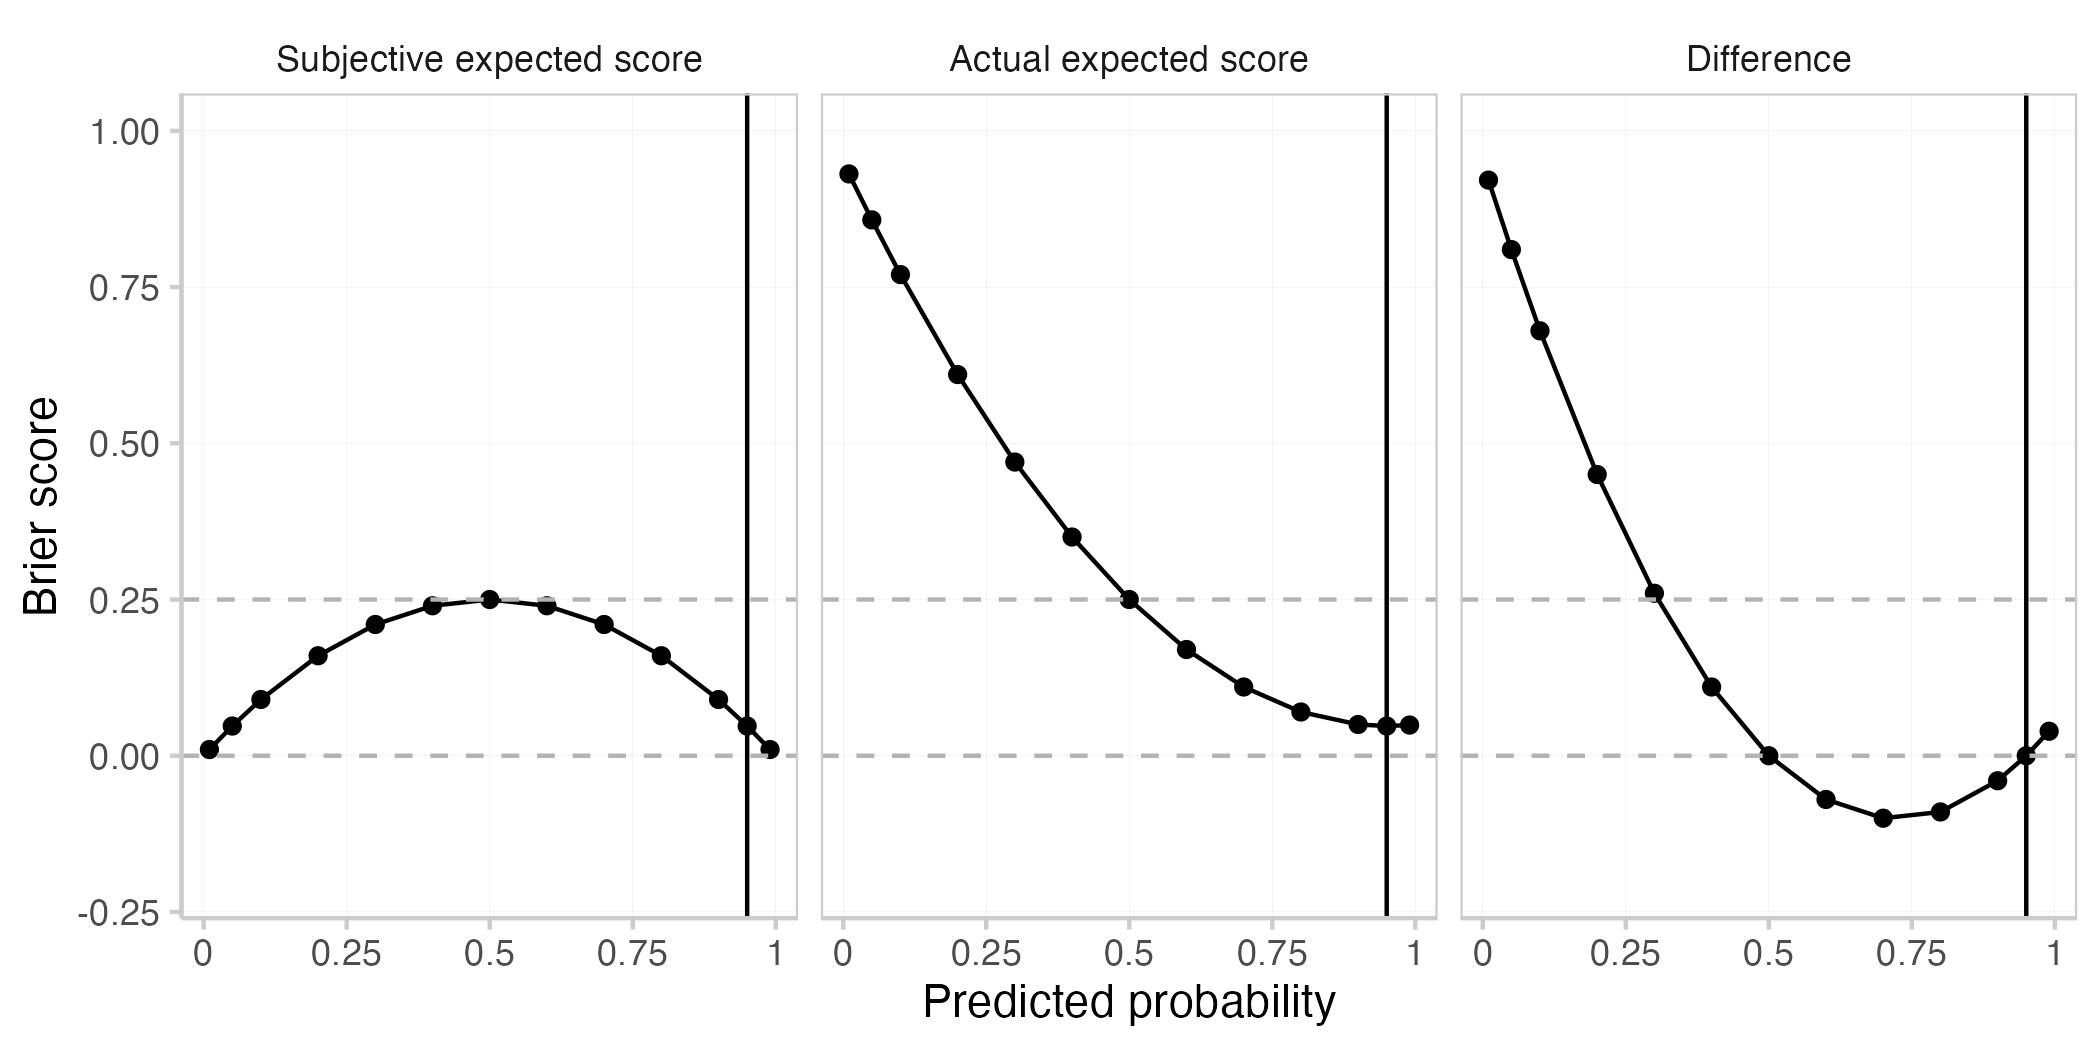 Subjective expected score
Actual expected score
Difference
Brier score
1.00
0.75
0.50
0.25
0.00
-0.25
0 0.25 0.5 0.75 1
0 0.25 0.5 0.75 1
0 0.25 0.5 0.75 1
Predicted probability